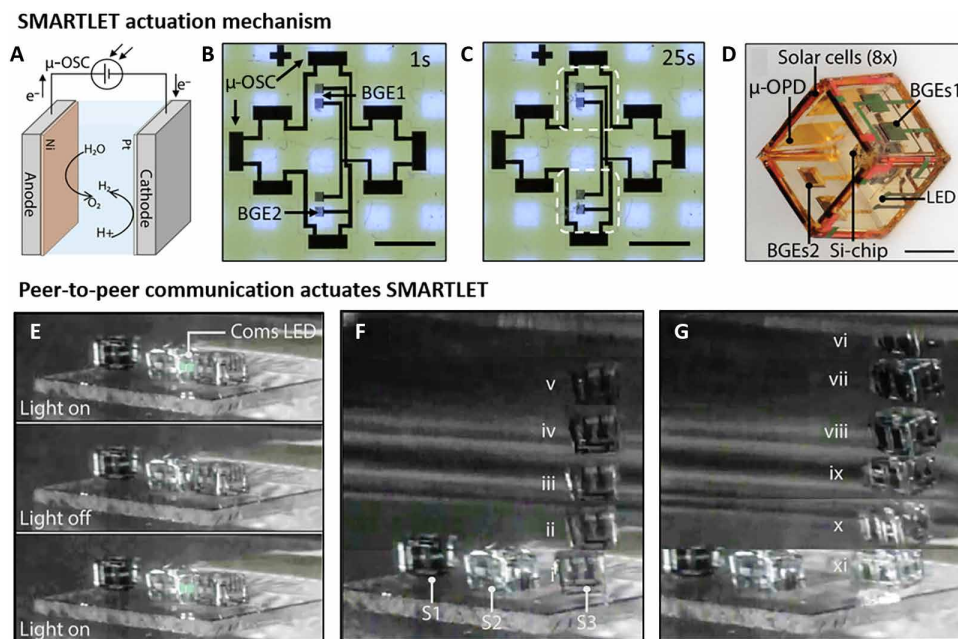 SMARTLET actuation mechanism
A
μ-OSC
e⁻
e⁻
Ni
Pt
H₂O
H₂
O₂
H+
Anode
Cathode
B
1s
μ-OSC
BGE1
BGE2
C
25s
D
Solar cells (8x)
μ-OPD
BGEs1
LED
BGEs2
Si-chip
Peer-to-peer communication actuates SMARTLET
E
Coms LED
Light on
Light off
Light on
F
v
iv
iii
ii
i
S1
S2
S3
G
vi
vii
viii
ix
x
xi